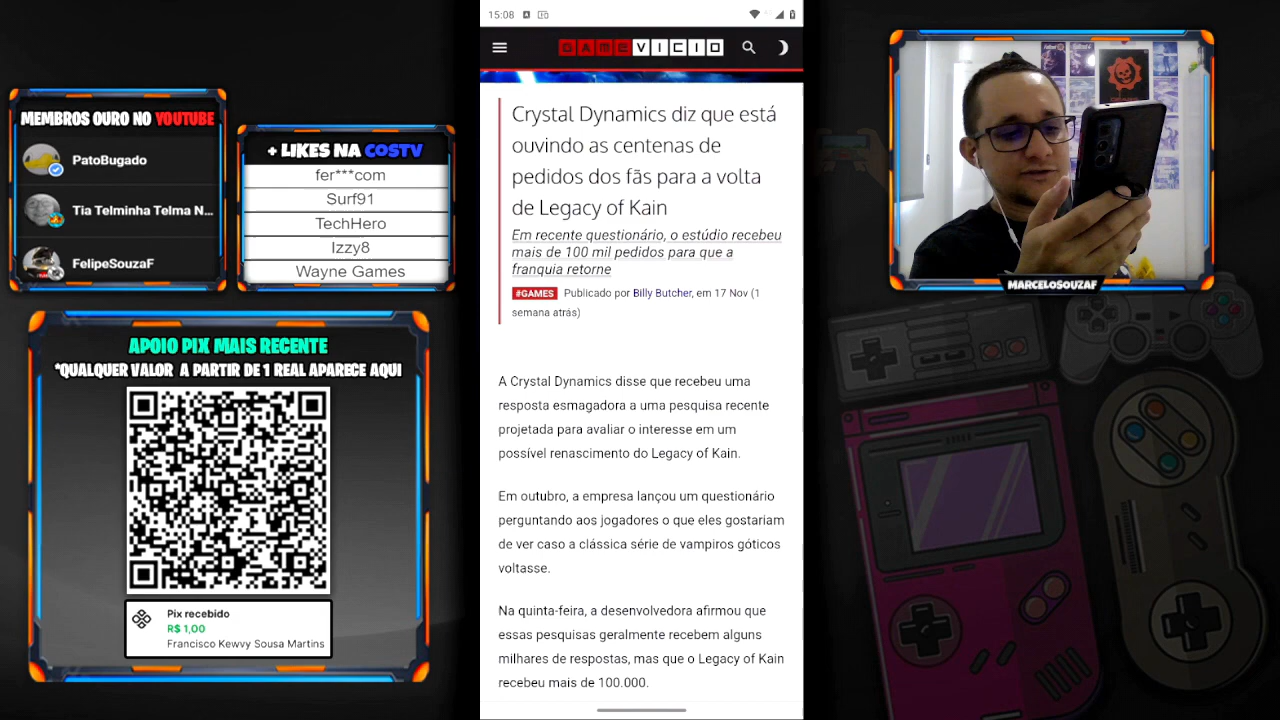 MEMBROS OURO NO YOUTUBE
PatoBugado
Tia Telminha Telma N...
FelipeSouzaF
+ LIKES NA COSTV
fer***com
Surf91
TechHero
Izzy8
Wayne Games
APOIO PIX MAIS RECENTE
*QUALQUER VALOR A PARTIR DE 1 REAL APARECE AQUI
Pix recebido
R$ 1,00
Francisco Kewvy Sousa Martins
15:08
GAMEVICIO
Crystal Dynamics diz que está
ouvindo as centenas de
pedidos dos fãs para a volta
de Legacy of Kain
Em recente questionário, o estúdio recebeu
mais de 100 mil pedidos para que a
franquia retorne
#GAMES Publicado por Billy Butcher, em 17 Nov (1
semana atrás)
A Crystal Dynamics disse que recebeu uma
resposta esmagadora a uma pesquisa recente
projetada para avaliar o interesse em um
possível renascimento do Legacy of Kain.
Em outubro, a empresa lançou um questionário
perguntando aos jogadores o que eles gostariam
de ver caso a clássica série de vampiros góticos
voltasse.
Na quinta-feira, a desenvolvedora afirmou que
essas pesquisas geralmente recebem alguns
milhares de respostas, mas que o Legacy of Kain
recebeu mais de 100.000.
MARCELOSOUZAF